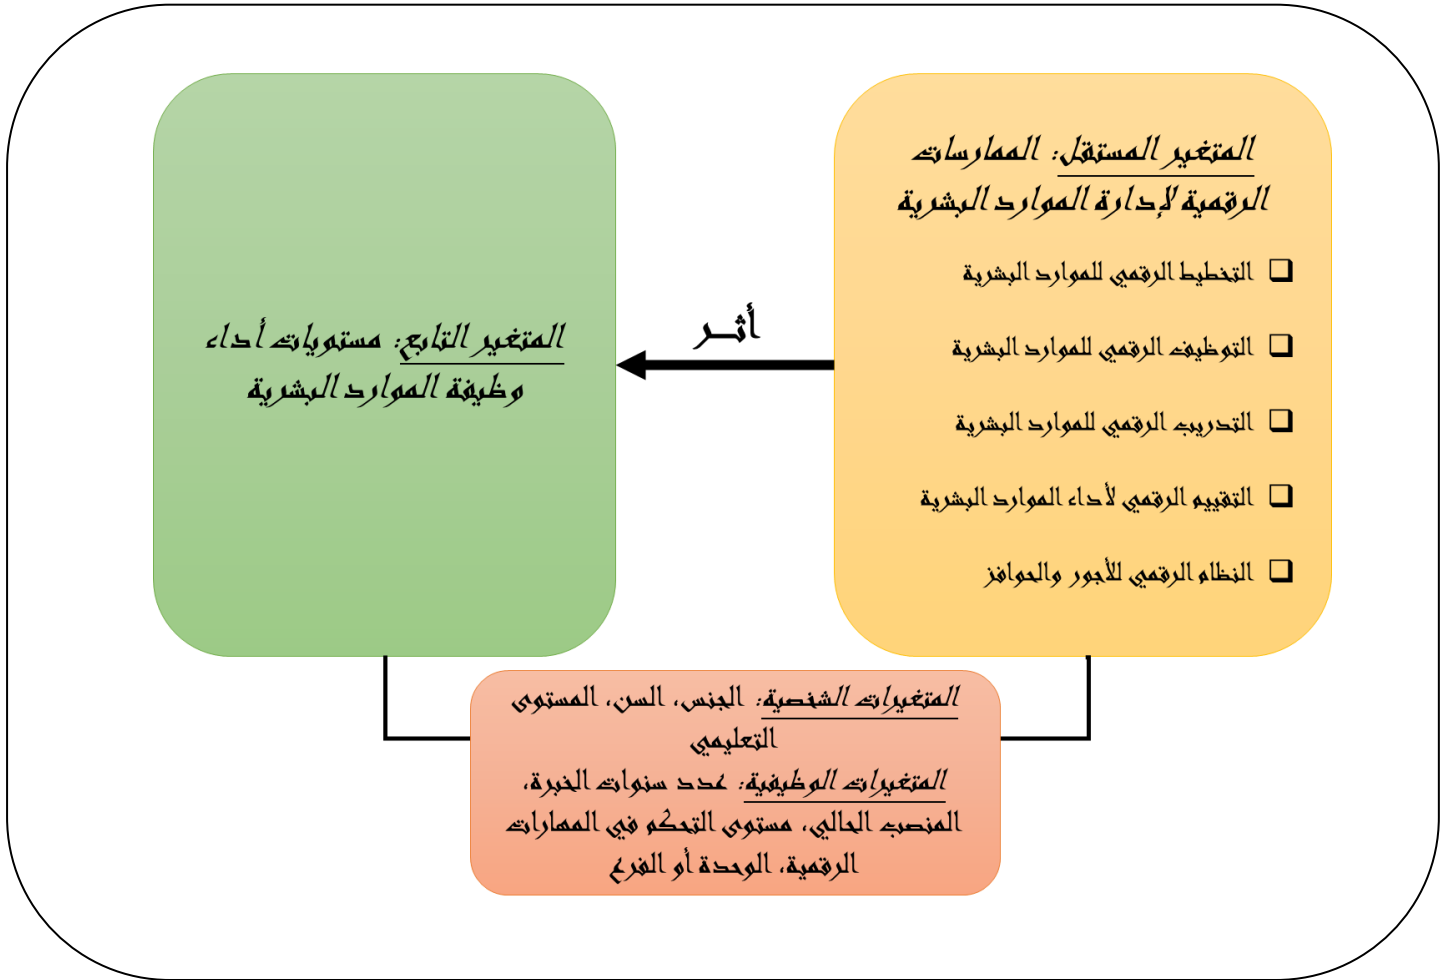 المتغير المستقل: الممارسات
الرقمية لإدارة الموارد البشرية
التخطيط الرقمي للموارد البشرية
التوظيف الرقمي للموارد البشرية
التدريب الرقمي للموارد البشرية
التقييم الرقمي لأداء الموارد البشرية
النظام الرقمي للأجور والحوافز
أثــر
المتغير التابع: مستويات أداء
وظيفة الموارد البشرية
المتغيرات الشخصية: الجنس، السن، المستوى
التعليمي
المتغيرات الوظيفية: عدد سنوات الخبرة،
المنصب الحالي، مستوى التحكم في المهارات
الرقمية، الوحدة أو الفرع